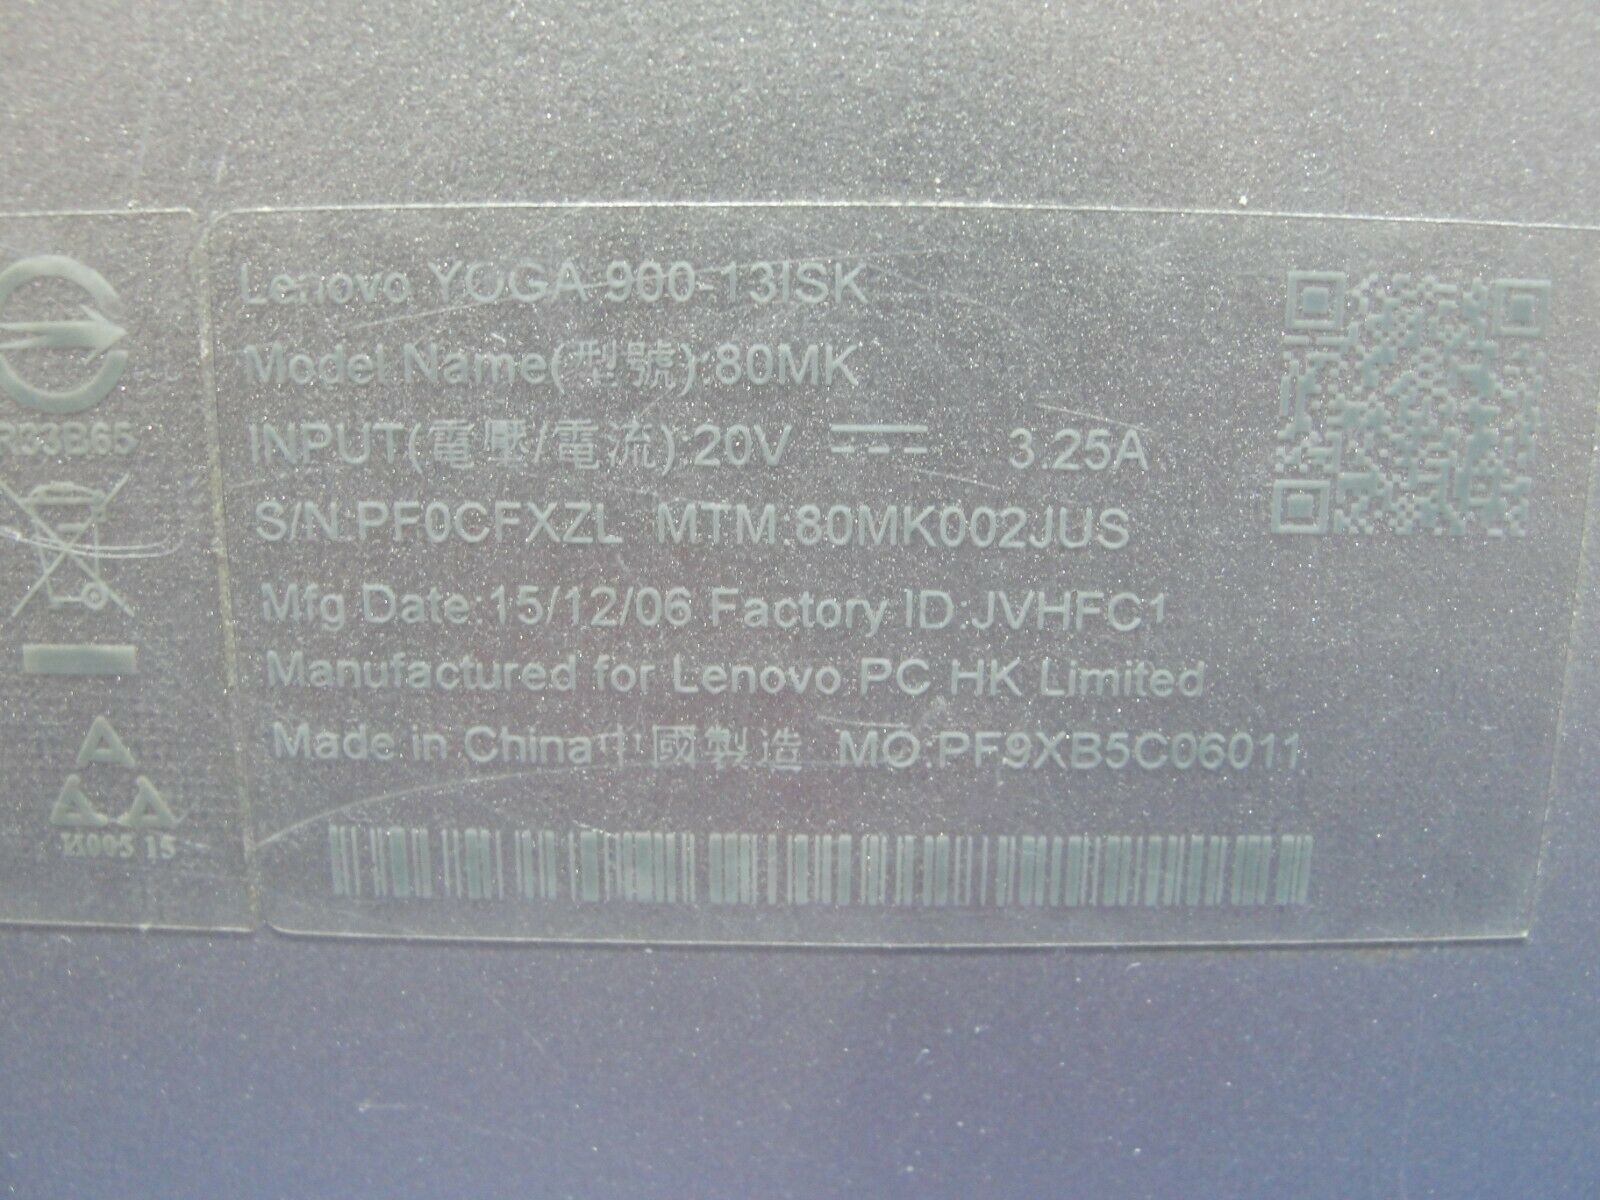 Lenovo YOGA 900-13ISK
Model Name(型號):80MK
INPUT(電壓/電流):20V 3.25A
S/N:PF0CFXZL MTM:80MK002JUS
Mfg Date:15/12/06 Factory ID:JVHFC1
Manufactured for Lenovo PC HK Limited
Made in China中國製造 MO:PF9XB5C06011
R33B65